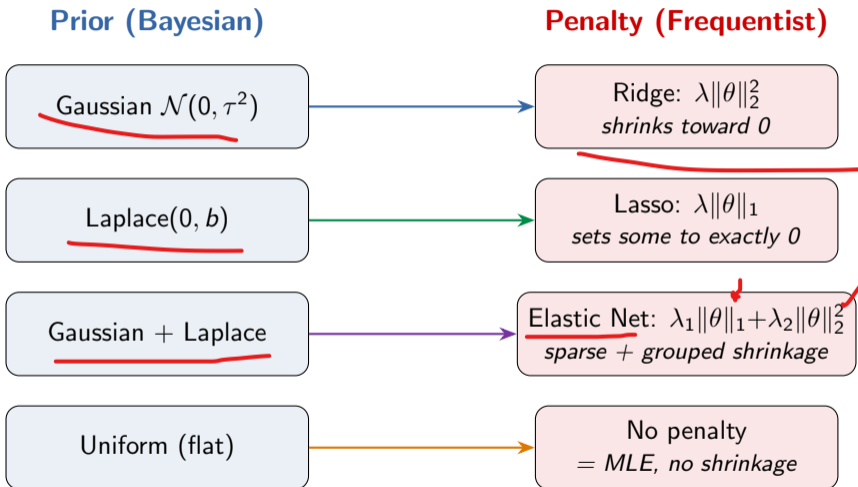 Prior (Bayesian)
Penalty (Frequentist)
Gaussian 𝒩(0, τ²)
Ridge: λ‖θ‖₂²
shrinks toward 0
Laplace(0, b)
Lasso: λ‖θ‖₁
sets some to exactly 0
Gaussian + Laplace
Elastic Net: λ₁‖θ‖₁+λ₂‖θ‖₂²
sparse + grouped shrinkage
Uniform (flat)
No penalty
= MLE, no shrinkage